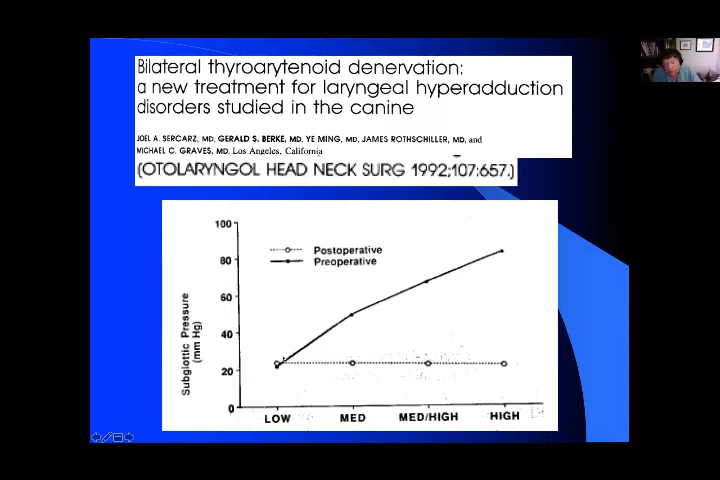 Bilateral thyroarytenoid denervation:
a new treatment for laryngeal hyperadduction
disorders studied in the canine
JOEL A. SERCARZ, MD, GERALD S. BERKE, MD, YE MING, MD, JAMES ROTHSCHILLER, MD, and
MICHAEL C. GRAVES, MD, Los Angeles, California
(OTOLARYNGOL HEAD NECK SURG 1992;107:657.)
Postoperative
Preoperative
Subglottic Pressure
(mm Hg)
100
80
60
40
20
0
LOW MED MED/HIGH HIGH